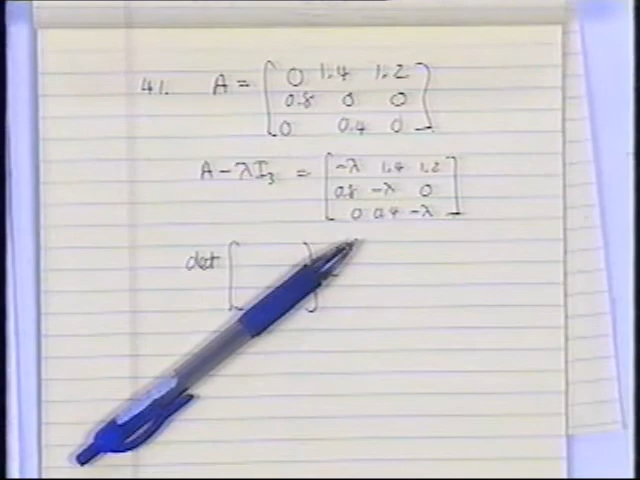 41. A = [ 0 1.4 1.2
0.8 0 0
0 0.4 0 ]
A - λI₃ = [ -λ 1.4 1.2
0.8 -λ 0
0 0.4 -λ ]
det [ ]